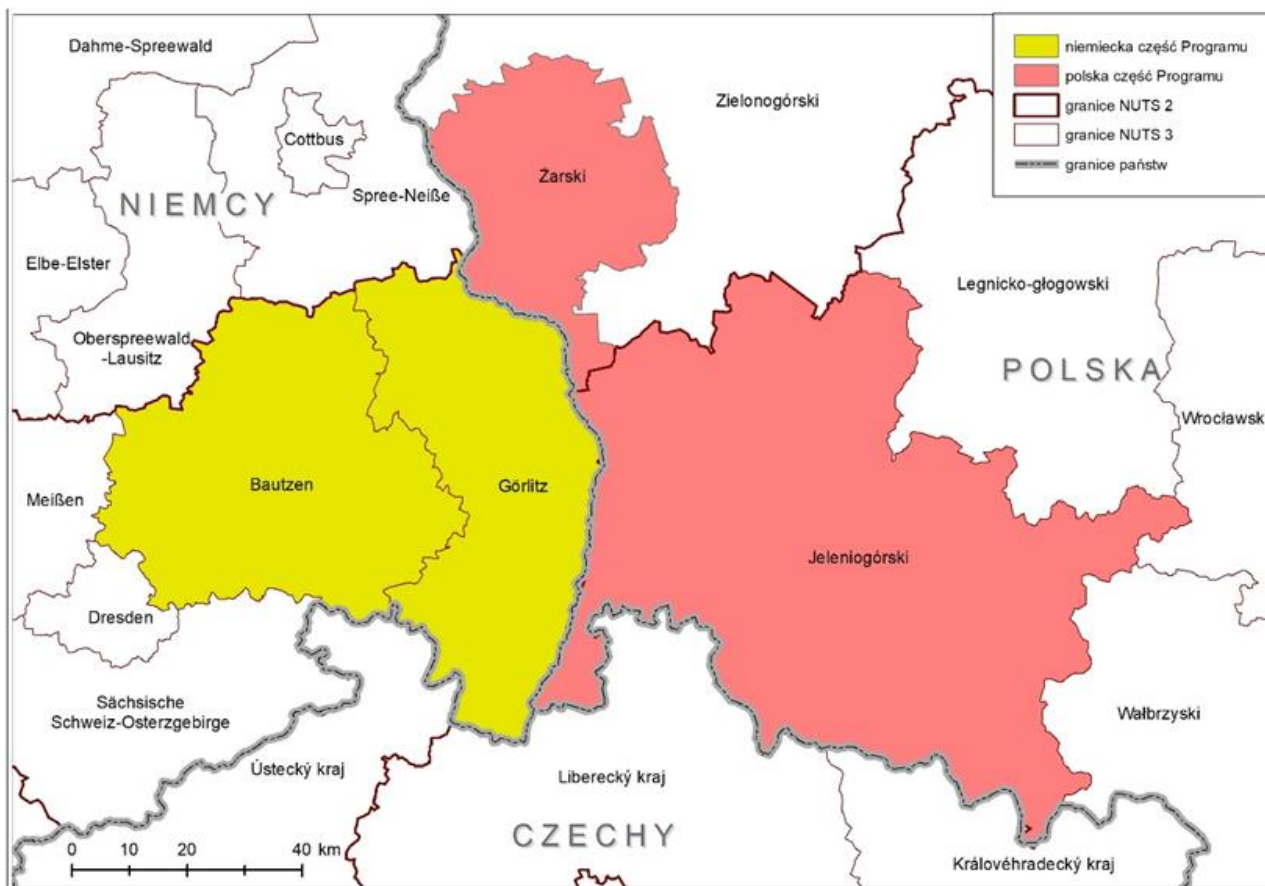 Dahme-Spreewald
niemiecka część Programu
polska część Programu
granice NUTS 2
granice NUTS 3
granice państw
Zielonogórski
Cottbus
Żarski
Spree-Neiße
NIEMCY
Elbe-Elster
Legnicko-głogowski
Oberspreewald
-Lausitz
POLSKA
Wrocławsk
Bautzen
Görlitz
Meißen
Jeleniogórski
Dresden
Sächsische
Schweiz-Osterzgebirge
Wałbrzyski
Ústecký kraj
Liberecký kraj
CZECHY
0 10 20 40 km
Královéhradecký kraj